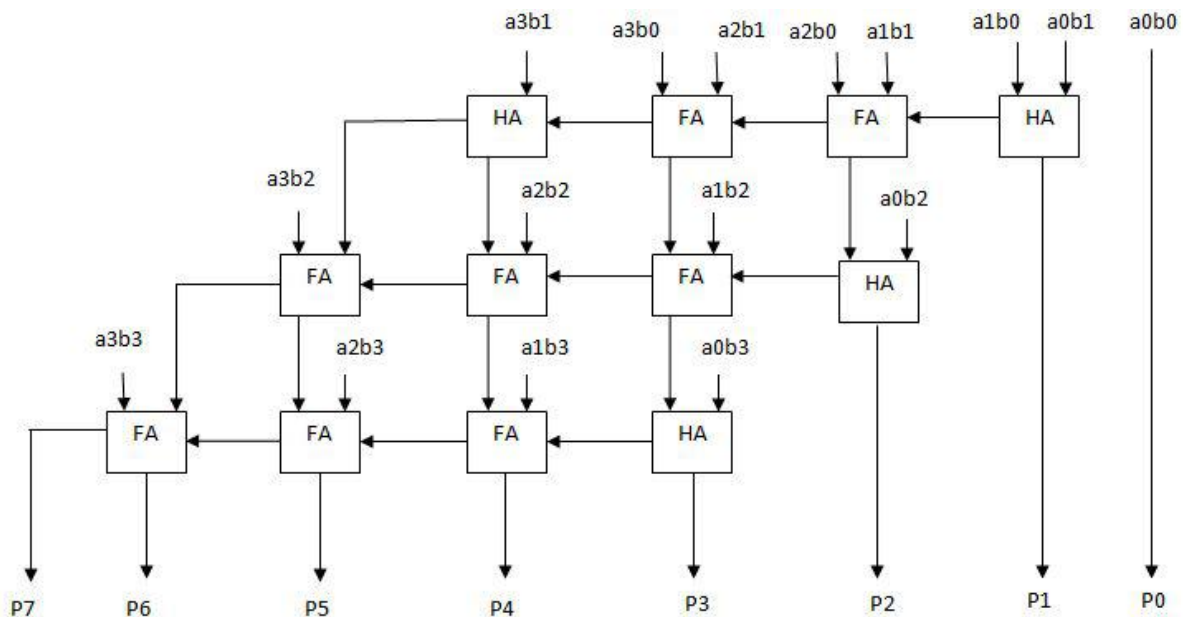 a3b1 a3b0 a2b1 a2b0 a1b1 a1b0 a0b1 a0b0
HA FA FA HA
a3b2 a2b2 a1b2 a0b2
FA FA FA HA
a3b3 a2b3 a1b3 a0b3
FA FA FA HA
P7 P6 P5 P4 P3 P2 P1 P0